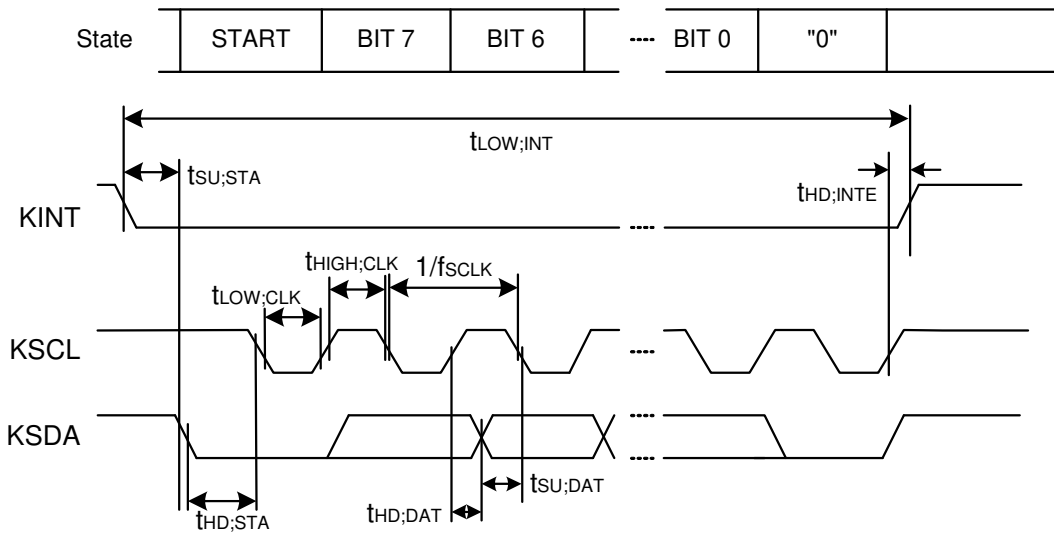 State START BIT 7 BIT 6 ---- BIT 0 "0"
tLOW;INT
tSU;STA
tHD;INTE
KINT ----
tHIGH;CLK 1/fSCLK
tLOW;CLK
KSCL ----
KSDA ----
tSU;DAT
tHD;STA tHD;DAT